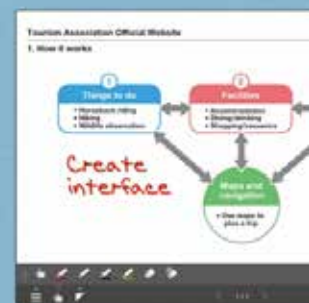 Tourism Association Official Website
1. How it works
1
Things to do
• Horseback riding
• Hiking
• Wildlife observation
2
Facilities
• Accommodation
• Dining/drinking
• Shopping/souvenirs
Create
interface
Maps and
navigation
• Use maps to
plan a trip